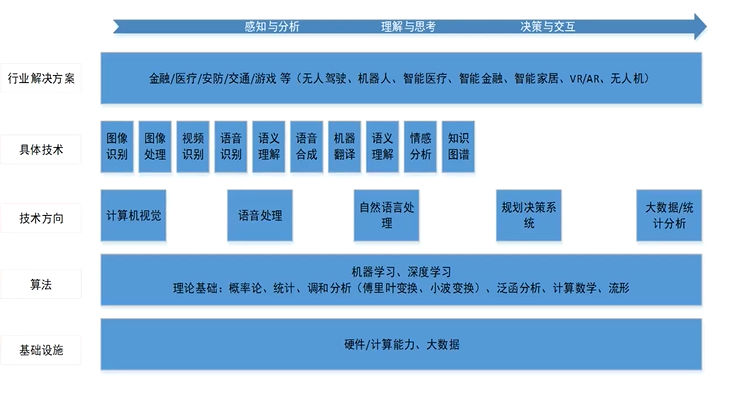 感知与分析 理解与思考 决策与交互
行业解决方案
金融/医疗/安防/交通/游戏 等（无人驾驶、机器人、智能医疗、智能金融、智能家居、VR/AR、无人机）
具体技术
图像
识别
图像
处理
视频
识别
语音
识别
语义
理解
语音
合成
机器
翻译
语义
理解
情感
分析
知识
图谱
技术方向
计算机视觉
语音处理
自然语言处
理
规划决策系
统
大数据/统
计分析
算法
机器学习、深度学习
理论基础：概率论、统计、调和分析（傅里叶变换、小波变换）、泛函分析、计算数学、流形
基础设施
硬件/计算能力、大数据